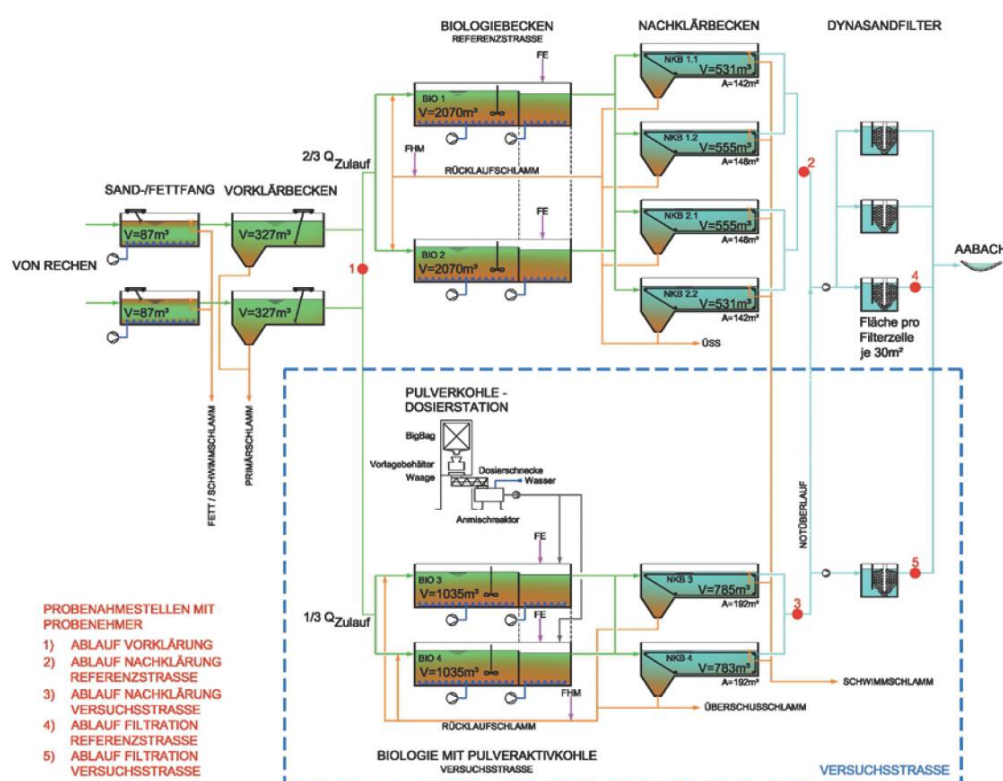 BIOLOGIEBECKEN
REFERENZSTRASSE
NACHKLÄRBECKEN
DYNASANDFILTER
FE
BIO 1
V=2070m³
NKB 1.1
V=531m³
A=142m²
NKB 1.2
V=555m³
A=148m²
2/3 Q Zulauf
FHM
RÜCKLAUFSCHLAMM
2
SAND-/FETTFANG
VORKLÄRBECKEN
V=87m³
V=327m³
VON RECHEN
1
FE
BIO 2
V=2070m³
NKB 2.1
V=555m³
A=148m²
NKB 2.2
V=531m³
A=142m²
AABACH
4
Fläche pro
Filterzelle
je 30m²
V=87m³
V=327m³
ÜSS
FETT / SCHWIMMSCHLAMM
PRIMÄRSCHLAMM
PULVERKOHLE -
DOSIERSTATION
BigBag
Vorlagebehälter
Waage
Dosierschnecke
Wasser
Anmischreaktor
NOTÜBERLAUF
FE
BIO 3
V=1035m³
NKB 3
V=785m³
A=192m²
5
1/3 Q Zulauf
FE
3
BIO 4
V=1035m³
NKB 4
V=783m³
A=192m²
FHM
SCHWIMMSCHLAMM
ÜBERSCHUSSCHLAMM
RÜCKLAUFSCHLAMM
BIOLOGIE MIT PULVERAKTIVKOHLE
VERSUCHSSTRASSE
VERSUCHSSTRASSE
PROBENAHMESTELLEN MIT
PROBENEHMER
1) ABLAUF VORKLÄRUNG
2) ABLAUF NACHKLÄRUNG
REFERENZSTRASSE
3) ABLAUF NACHKLÄRUNG
VERSUCHSSTRASSE
4) ABLAUF FILTRATION
REFERENZSTRASSE
5) ABLAUF FILTRATION
VERSUCHSSTRASSE